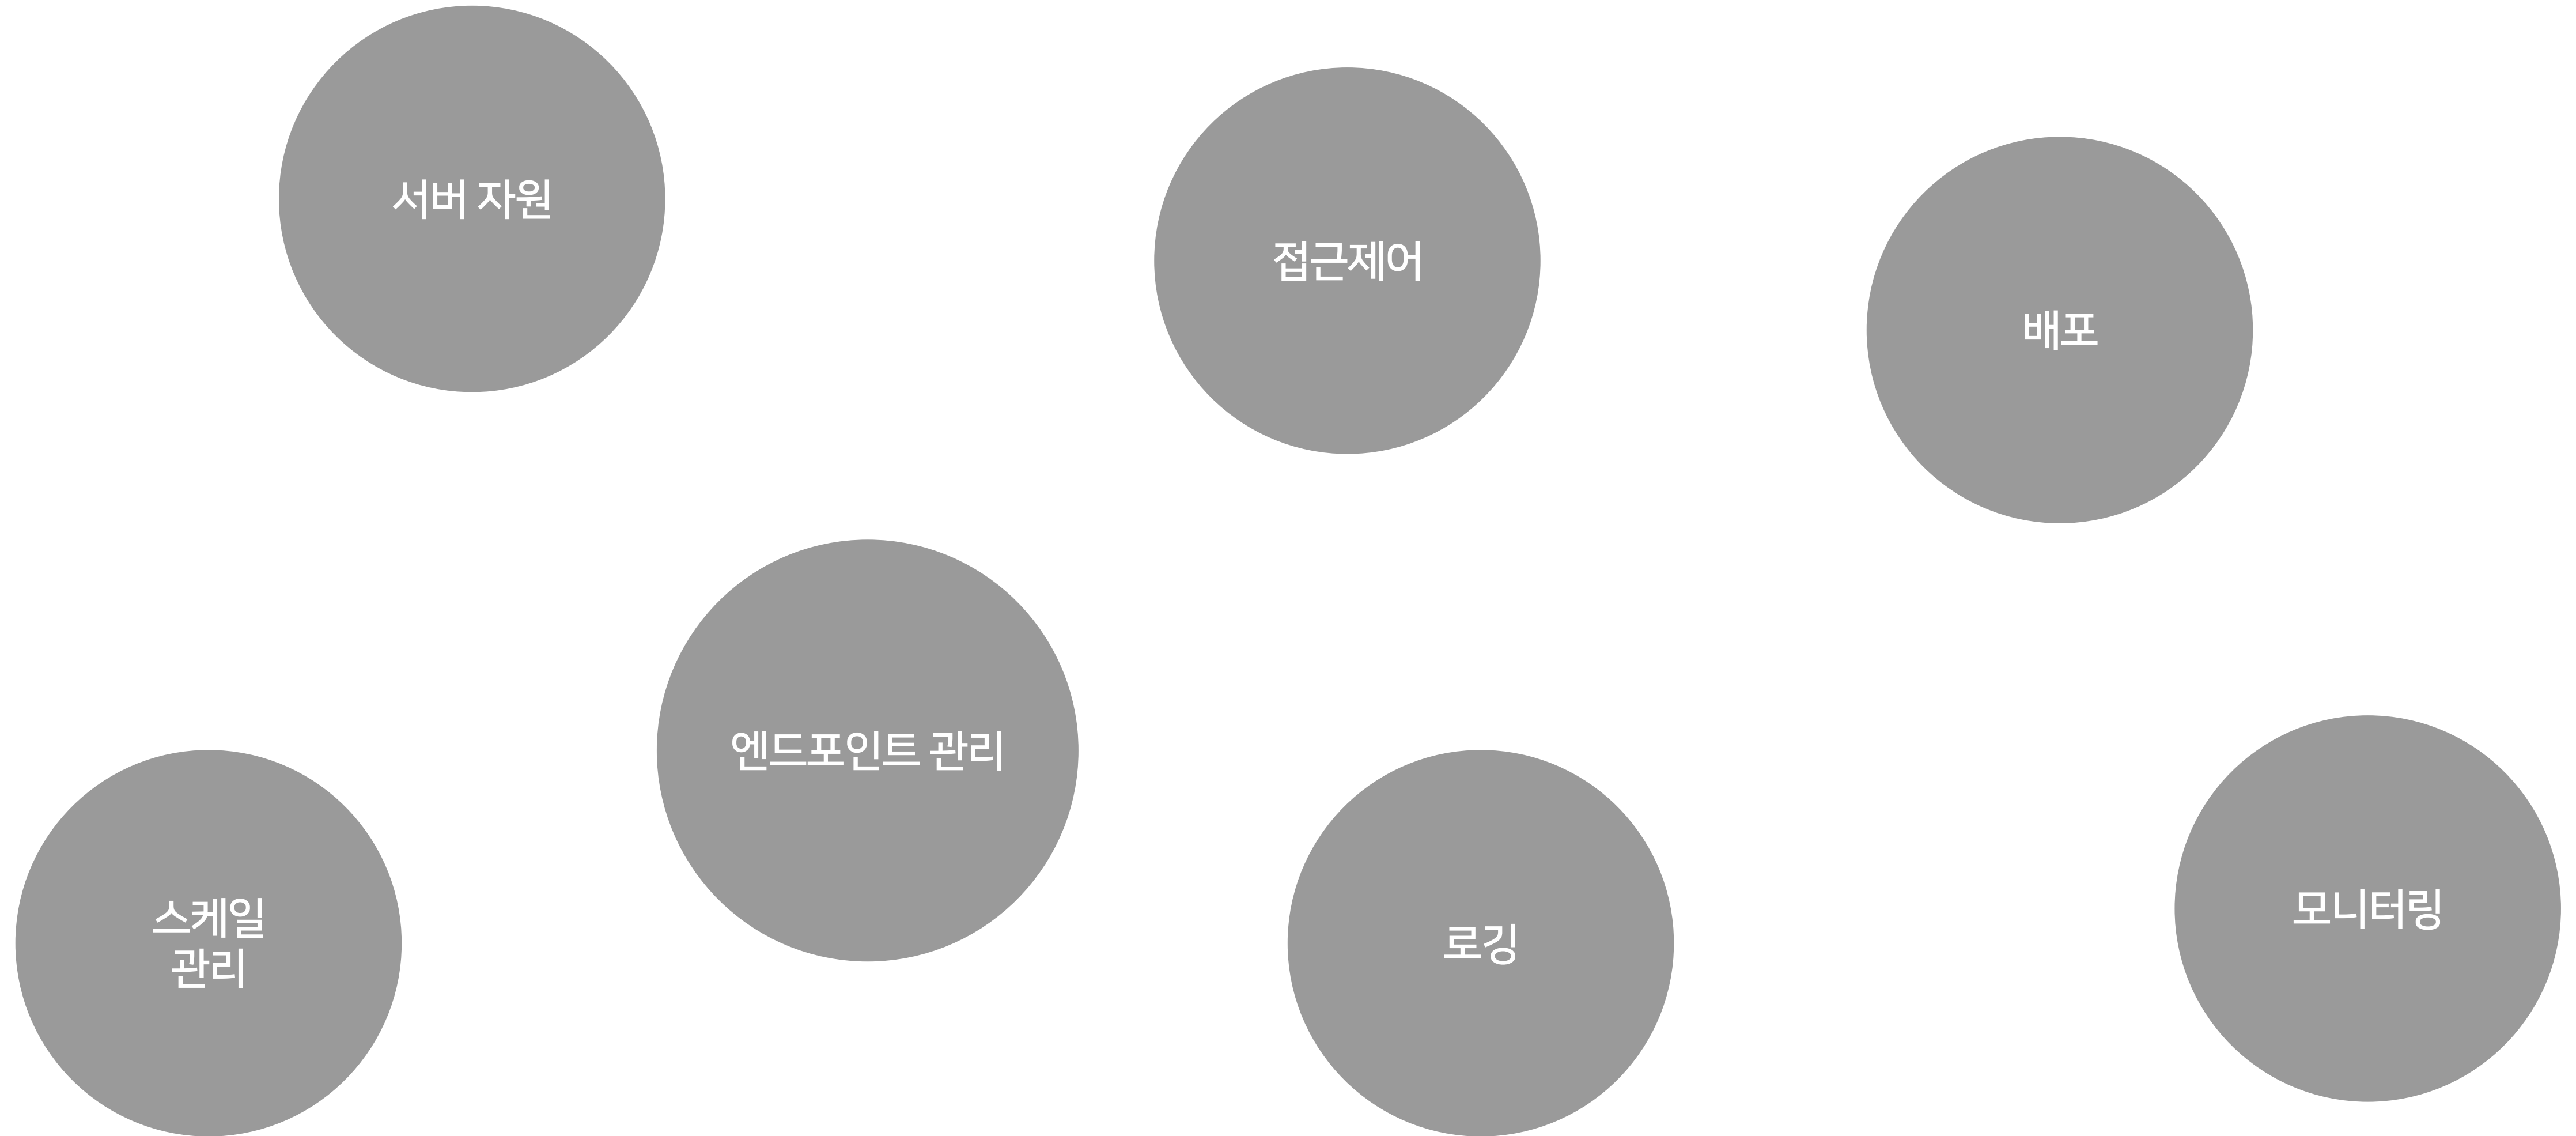 서버 자원
접근제어
배포
엔드포인트 관리
스케일
관리
로깅
모니터링